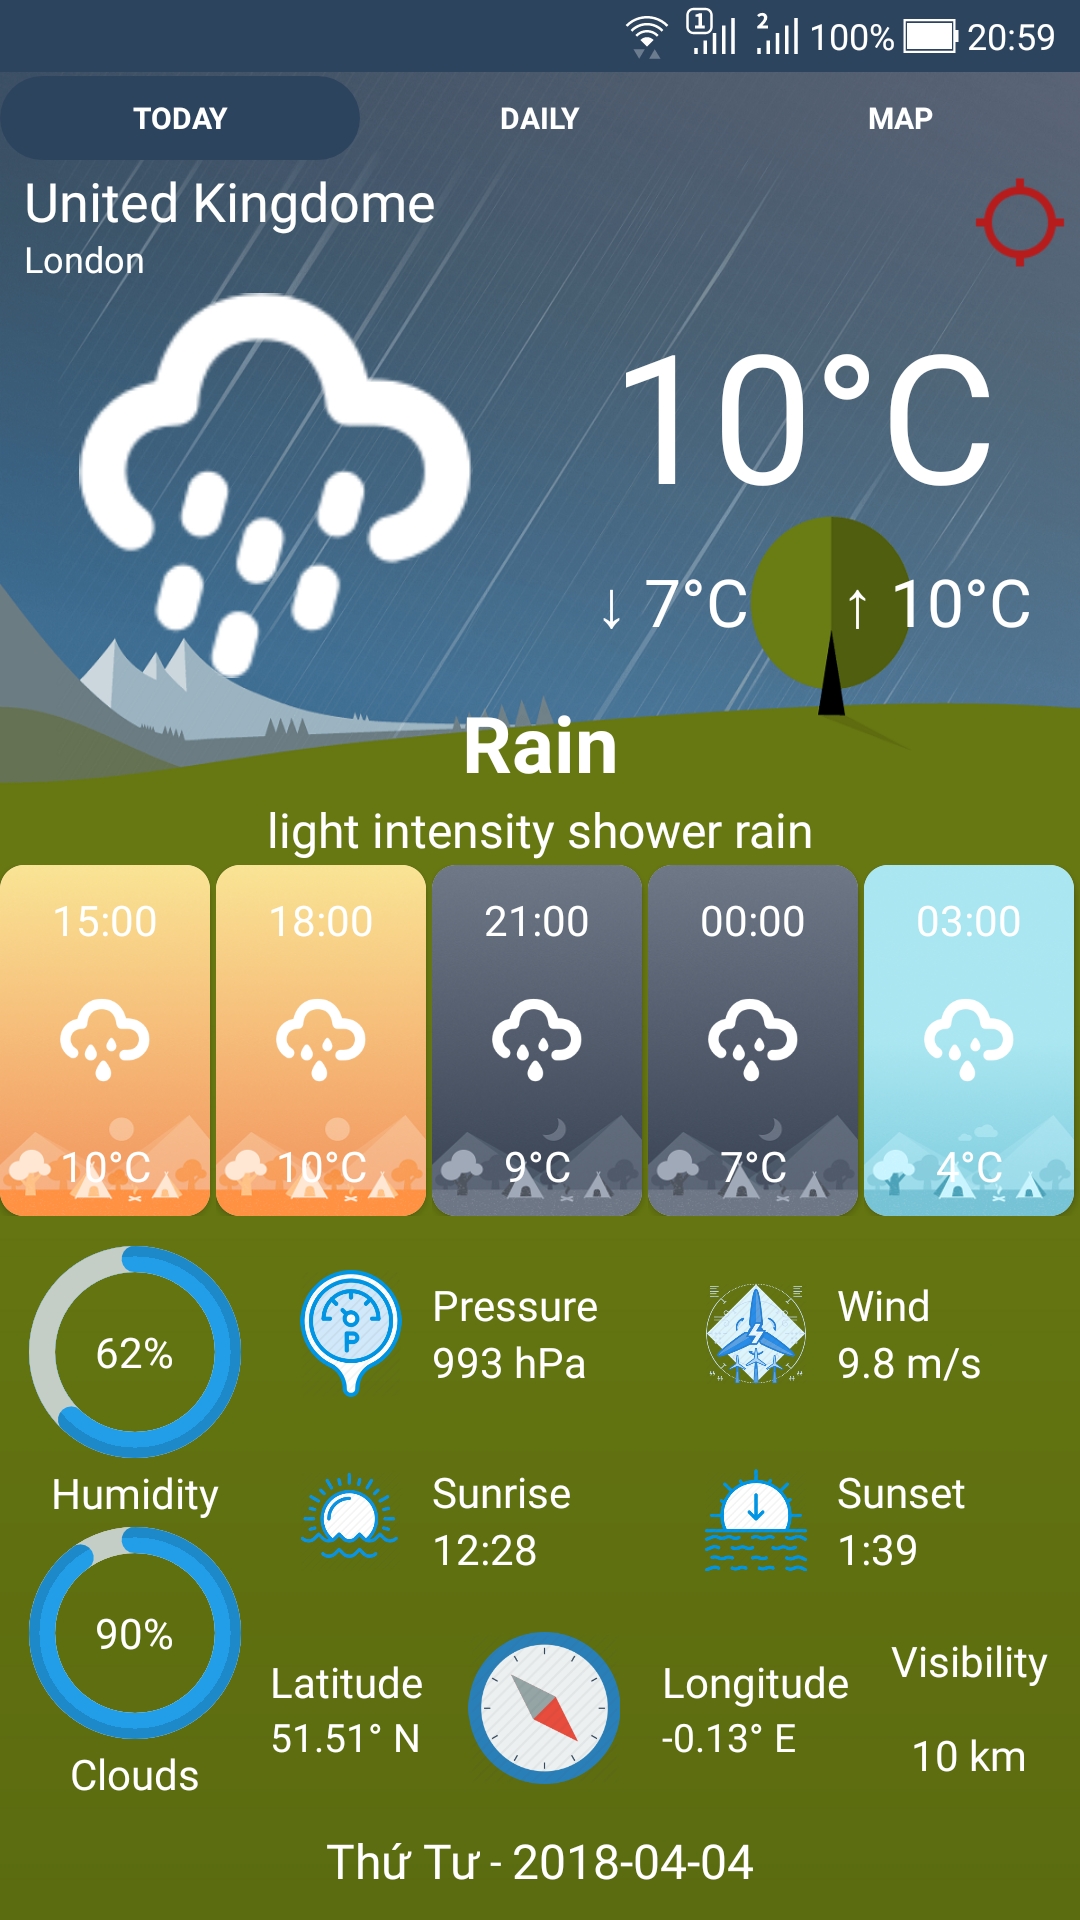 1 2 100% 20:59
TODAY DAILY MAP
United Kingdome
London
10°C
↓ 7°C ↑ 10°C
Rain
light intensity shower rain
15:00 18:00 21:00 00:00 03:00
10°C 10°C 9°C 7°C 4°C
62%
Humidity
Pressure
993 hPa
Wind
9.8 m/s
P
Sunrise
12:28
Sunset
1:39
90%
Clouds
Latitude
51.51° N
Longitude
-0.13° E
Visibility
10 km
Thứ Tư - 2018-04-04